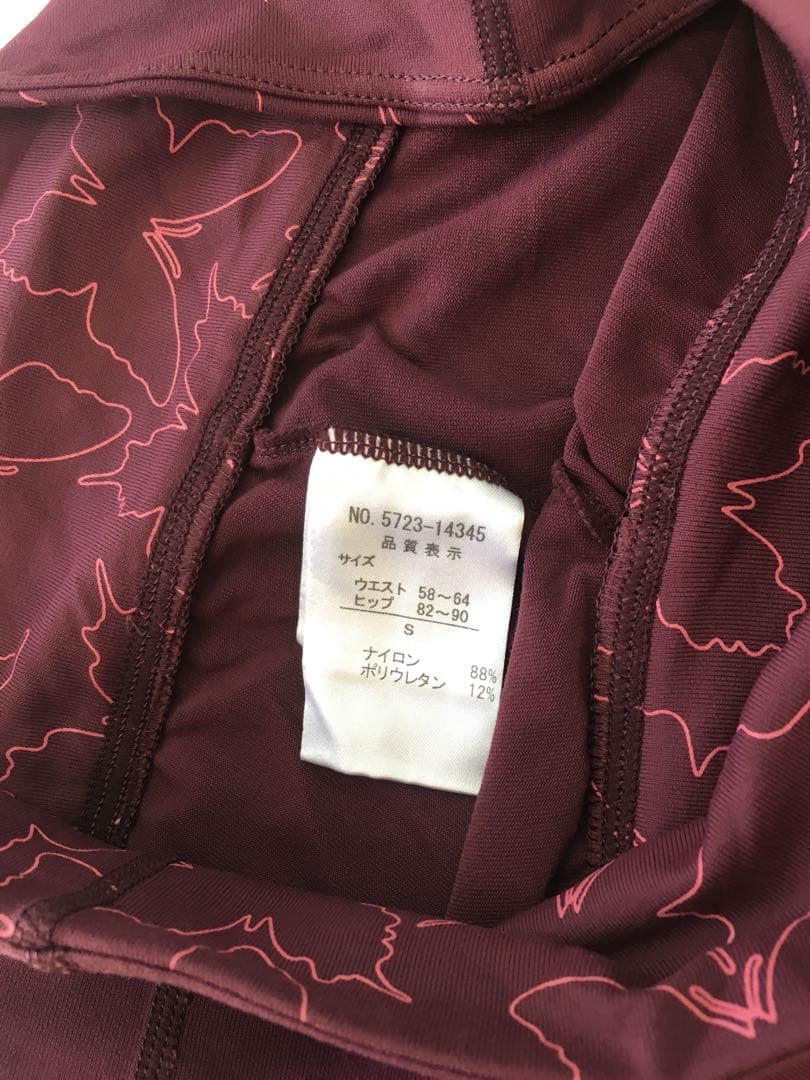 NO. 5723-14345
品質表示
サイズ
ウエスト 58～64
ヒップ 82～90
S
ナイロン 88%
ポリウレタン 12%